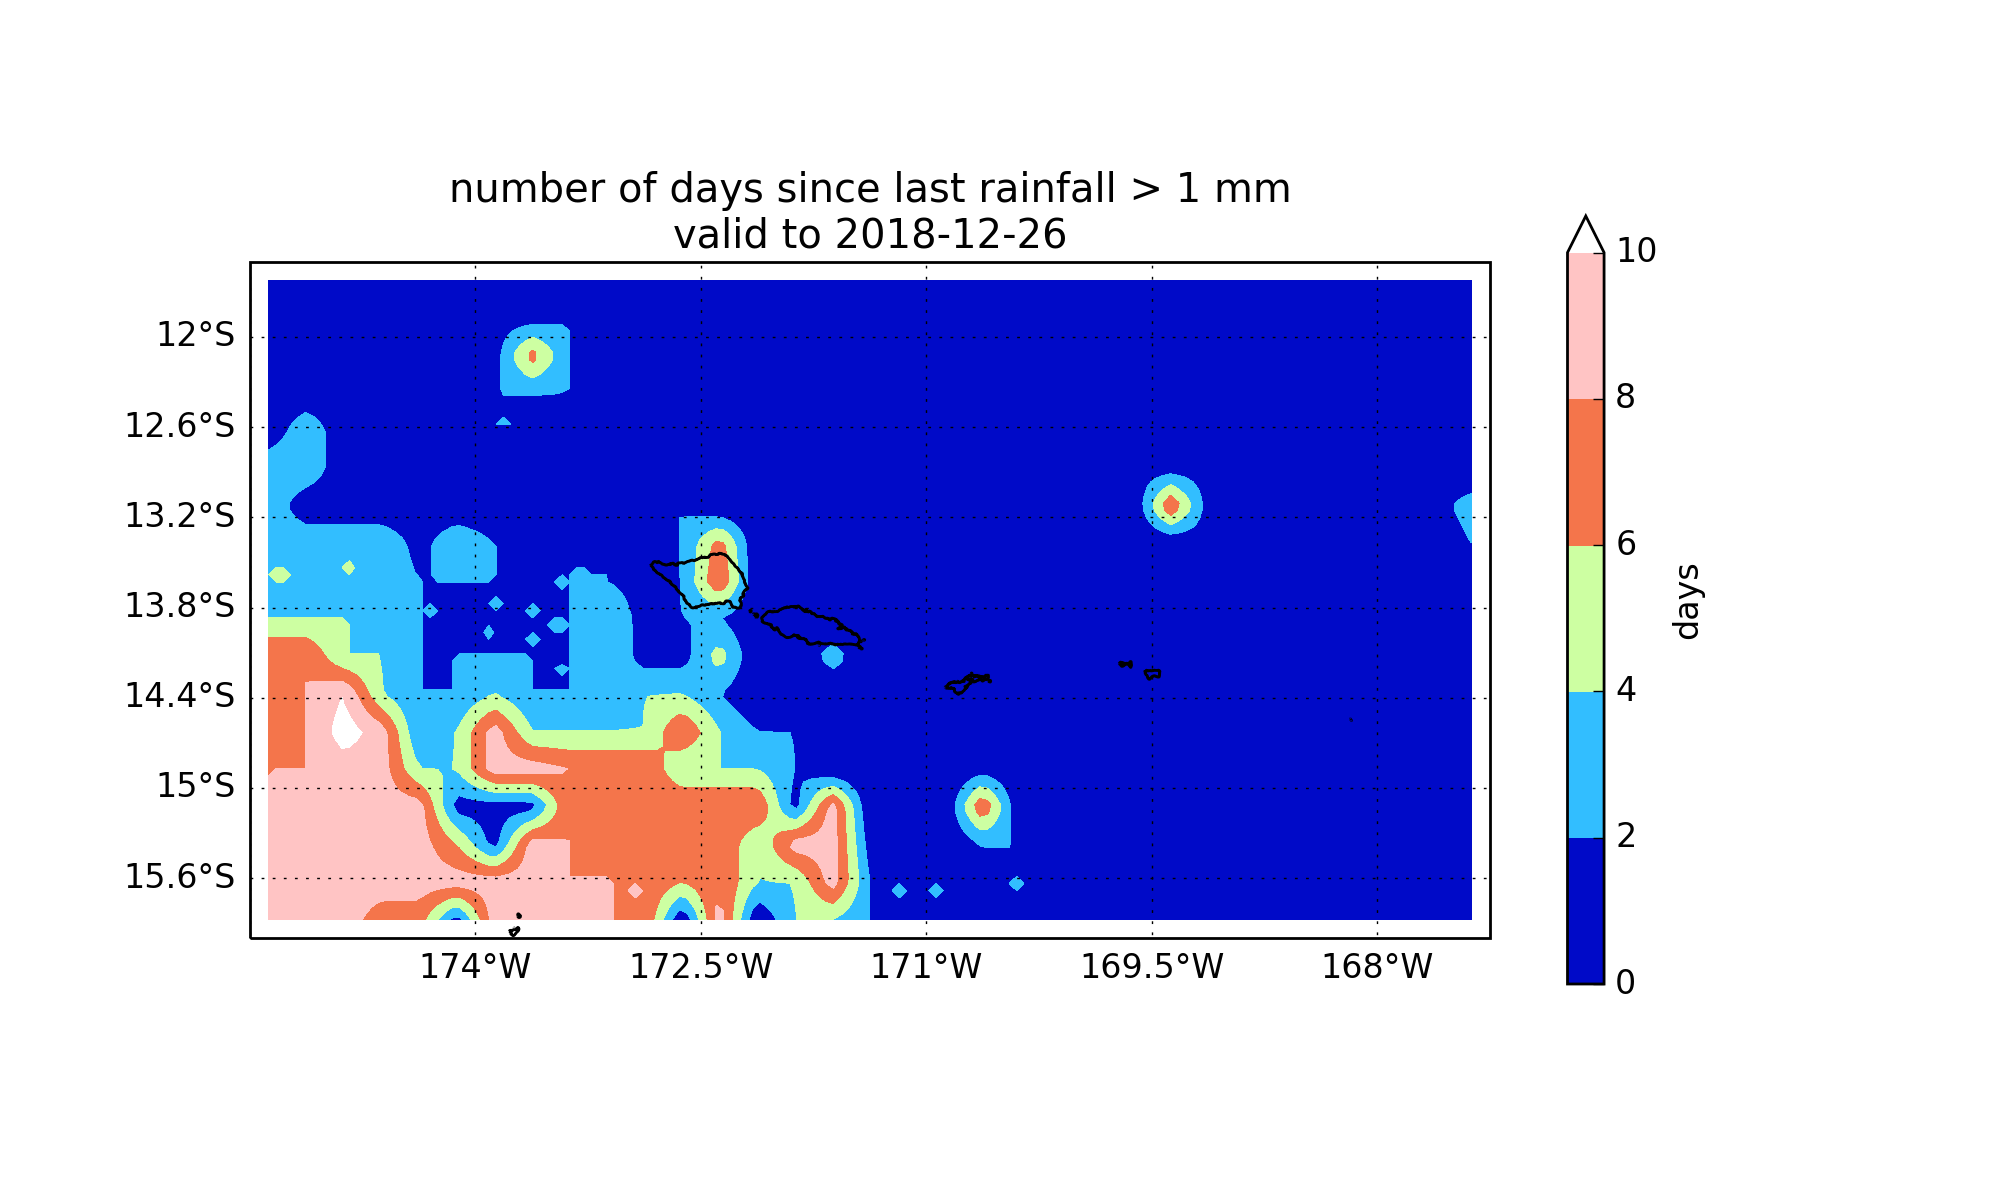 number of days since last rainfall > 1 mm
valid to 2018-12-26
12°S
12.6°S
13.2°S
13.8°S
14.4°S
15°S
15.6°S
174°W
172.5°W
171°W
169.5°W
168°W
10
8
6
4
2
0
days